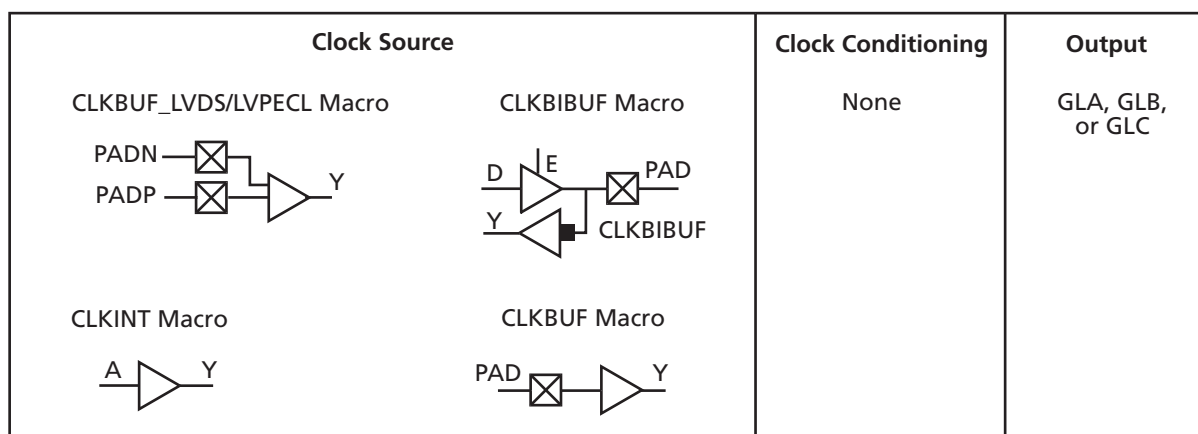 Clock Source
Clock Conditioning
Output
CLKBUF_LVDS/LVPECL Macro
PADN
PADP
Y
CLKBIBUF Macro
E
D
PAD
Y
CLKBIBUF
None
GLA, GLB,
or GLC
CLKINT Macro
A
Y
CLKBUF Macro
PAD
Y